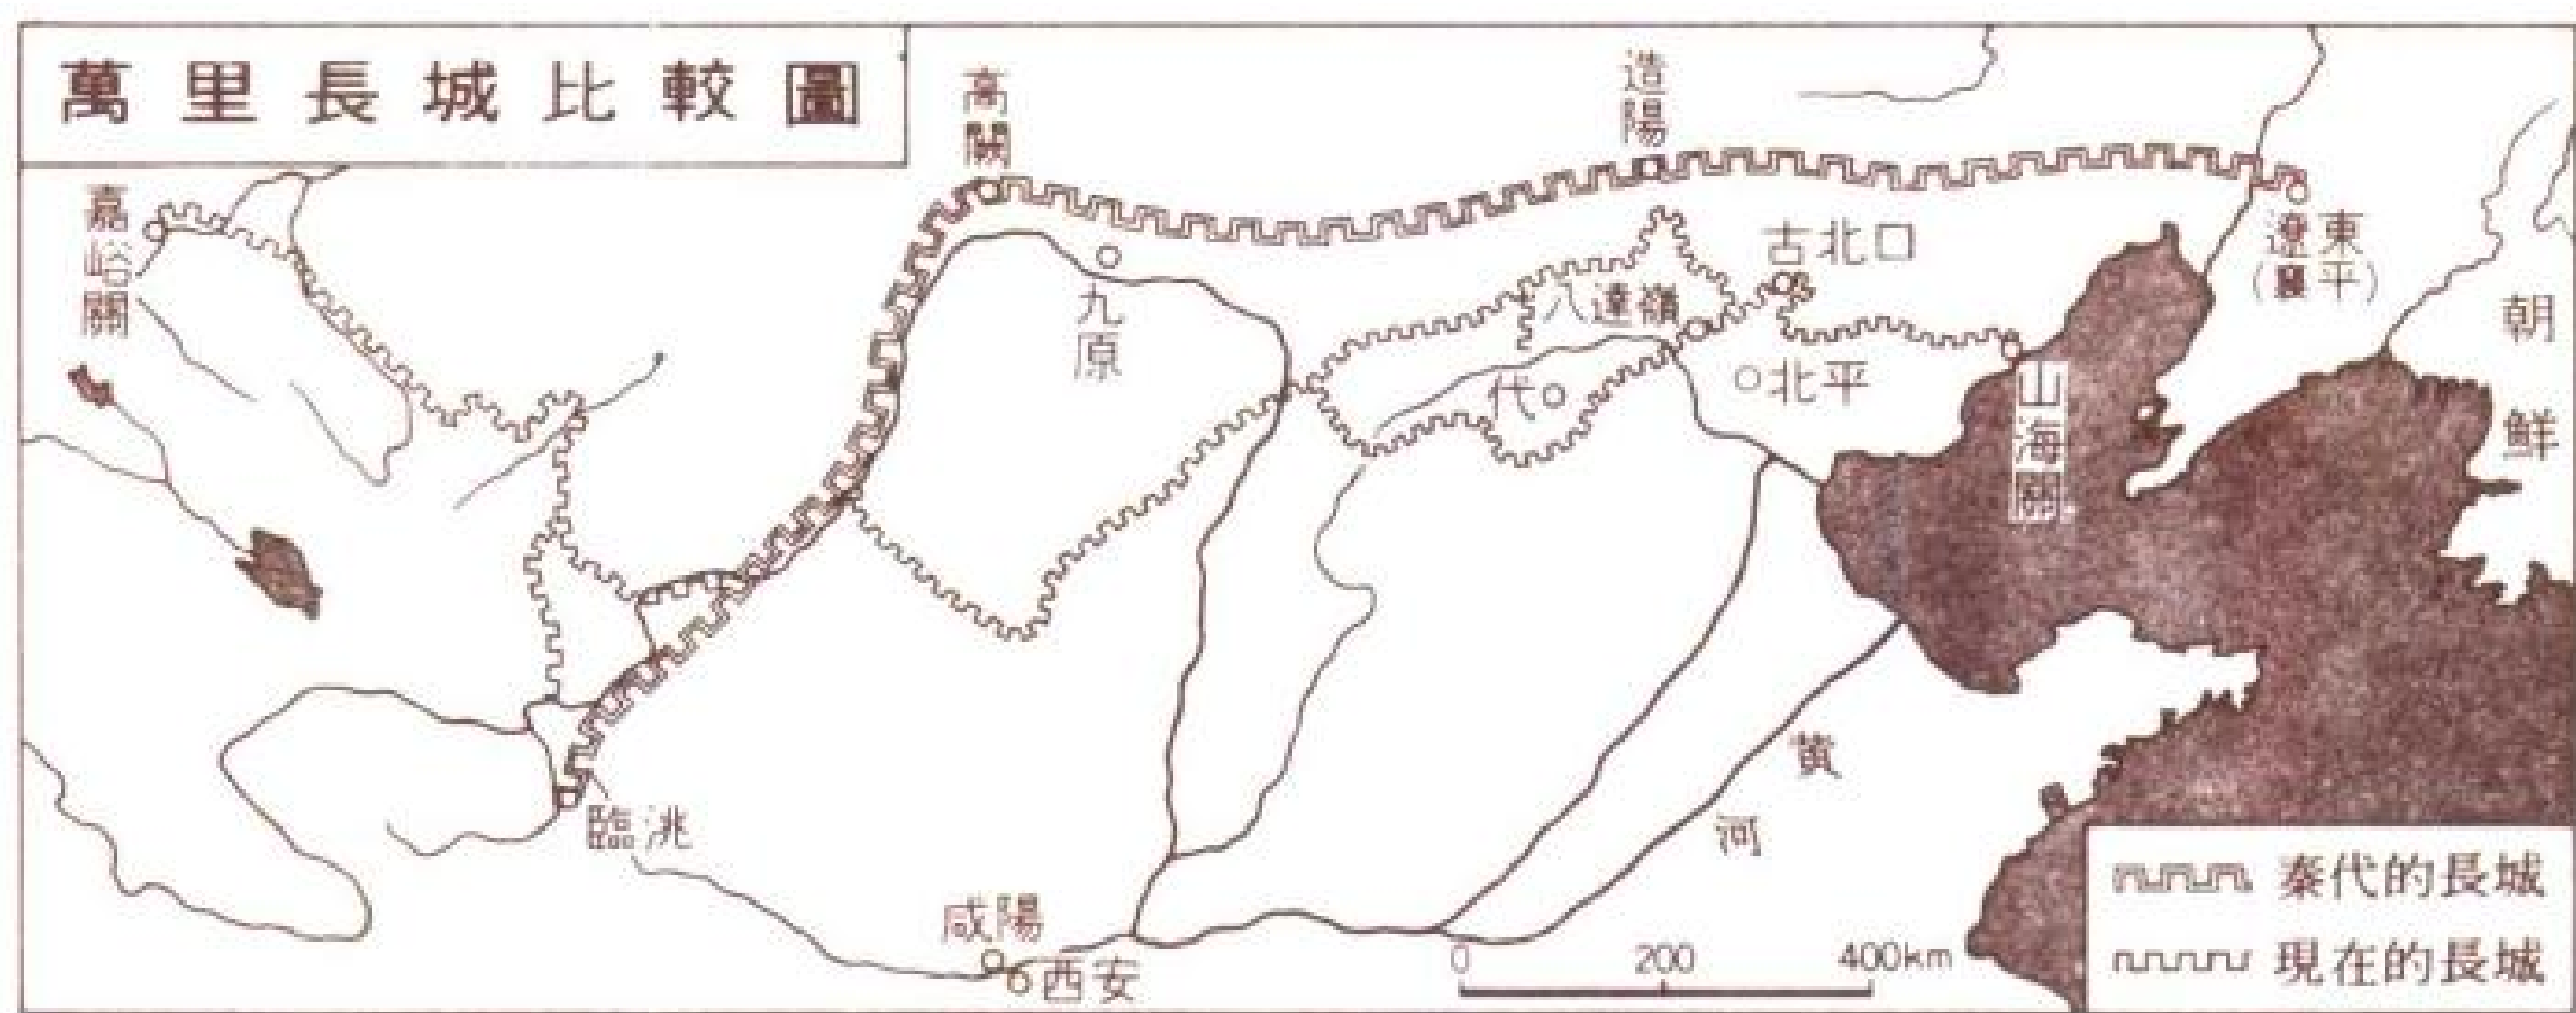 萬里長城比較圖
嘉峪關
高闕
造陽
九原
古北口
八達嶺
代
北平
山海關
遼東
(襄平)
朝鮮
臨洮
咸陽
西安
黄河
0 200 400km
秦代的長城
現在的長城